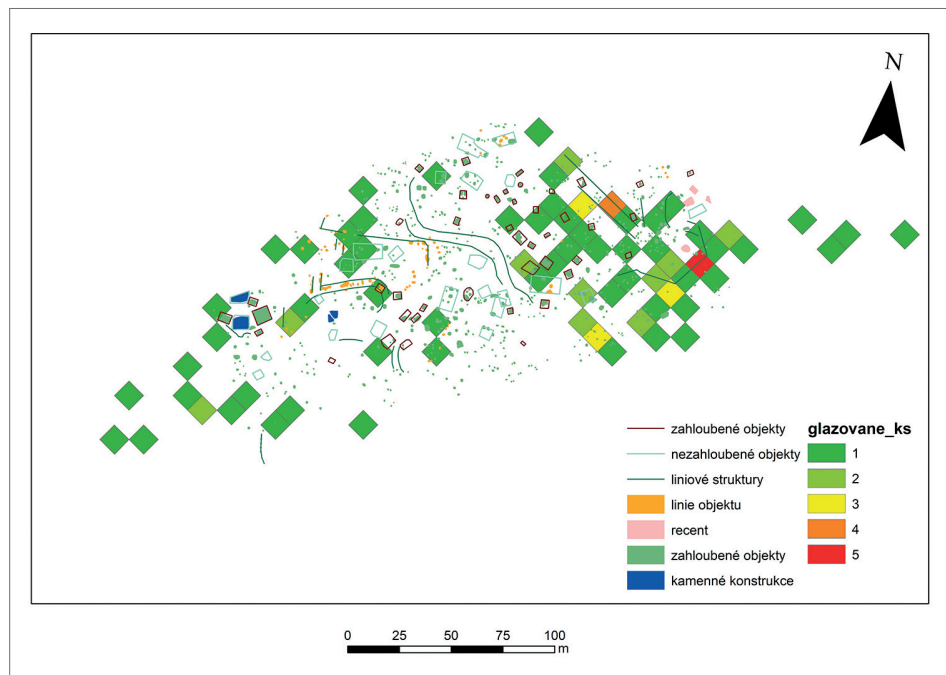 N
zahloubené objekty
nezahloubené objekty
liniové struktury
linie objektu
recent
zahloubené objekty
kamenné konstrukce
glazovane_ks
1
2
3
4
5
0 25 50 75 100
m